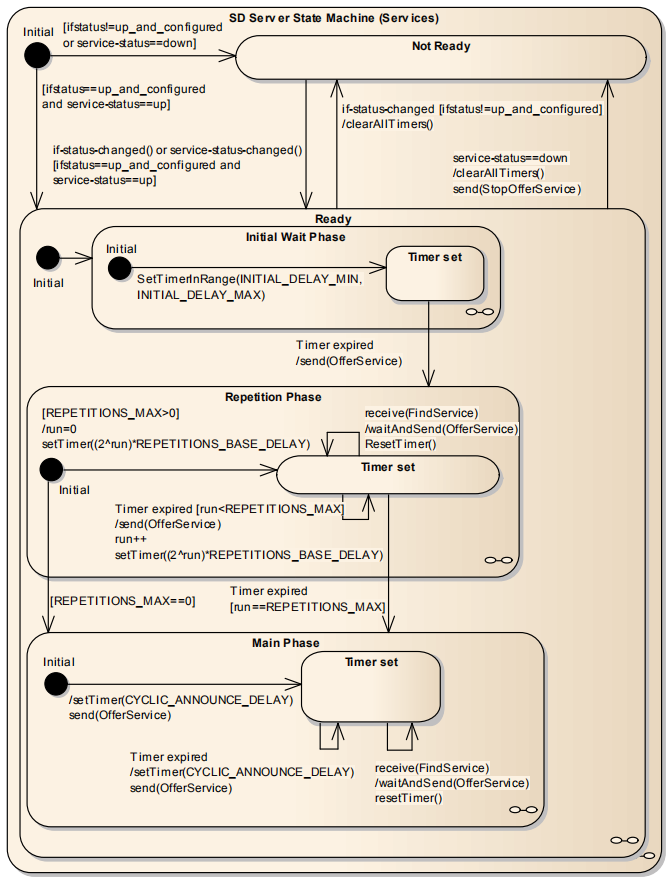 SD Server State Machine (Services)
Initial
[ifstatus!=up_and_configured
or service-status==down]
Not Ready
[ifstatus==up_and_configured
and service-status==up]
if-status-changed [ifstatus!=up_and_configured]
/clearAllTimers()
if-status-changed() or service-status-changed()
[ifstatus==up_and_configured and
service-status==up]
service-status==down
/clearAllTimers()
send(StopOfferService)
Ready
Initial
Initial Wait Phase
Initial
Timer set
SetTimerInRange(INITIAL_DELAY_MIN,
INITIAL_DELAY_MAX)
Timer expired
/send(OfferService)
Repetition Phase
[REPETITIONS_MAX>0]
/run=0
setTimer((2^run)*REPETITIONS_BASE_DELAY)
receive(FindService)
/waitAndSend(OfferService)
ResetTimer()
Timer set
Initial
Timer expired [run<REPETITIONS_MAX]
/send(OfferService)
run++
setTimer((2^run)*REPETITIONS_BASE_DELAY)
[REPETITIONS_MAX==0]
Timer expired
[run==REPETITIONS_MAX]
Main Phase
Initial
Timer set
/setTimer(CYCLIC_ANNOUNCE_DELAY)
send(OfferService)
Timer expired
/setTimer(CYCLIC_ANNOUNCE_DELAY)
send(OfferService)
receive(FindService)
/waitAndSend(OfferService)
resetTimer()